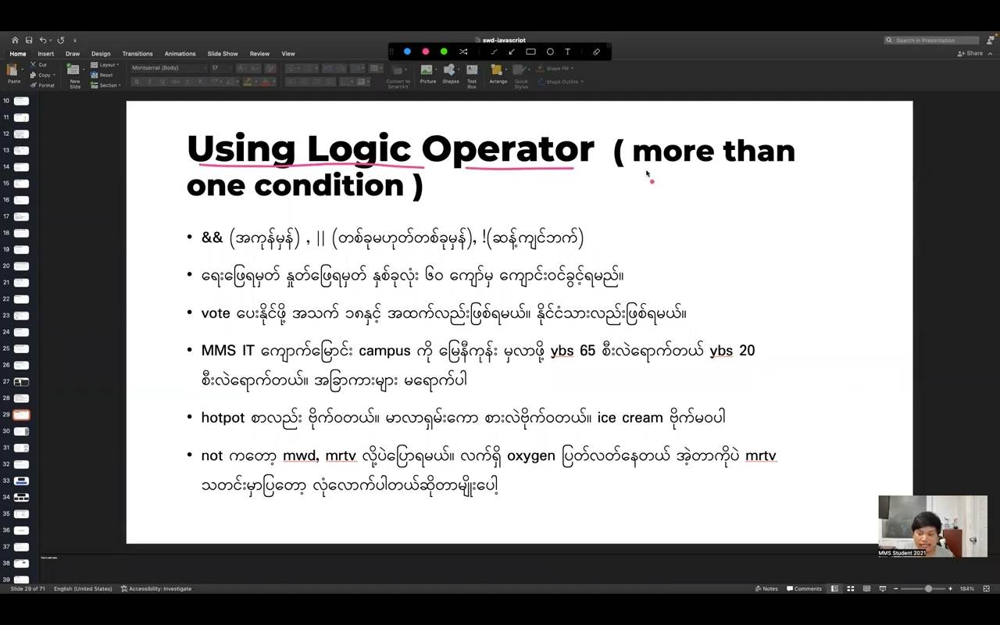 swd-javascript
Search in Presentation
Home Insert Draw Design Transitions Animations Slide Show Review View
Share
Paste
Cut
Copy
Format
New Slide
Layout
Reset
Section
Montserrat (Body) 17
Convert to SmartArt
Picture Shapes Text Box Arrange Quick Styles
Shape Fill
Shape Outline
10
11
12
13
14
15
16
17
18
19
20
21
22
23
24
25
26
27
28
29
30
31
32
33
34
35
36
37
38
39
Using Logic Operator ( more than
one condition )
• && (အကုန်မှန်) , || (တစ်ခုမဟုတ်တစ်ခုမှန်), !(ဆန့်ကျင်ဘက်)
• ရေးဖြေရမှတ် နှုတ်ဖြေရမှတ် နှစ်ခုလုံး ၆၀ ကျော်မှ ကျောင်းဝင်ခွင့်ရမည်။
• vote ပေးနိုင်ဖို့ အသက် ၁၈နှင့် အထက်လည်းဖြစ်ရမယ်။ နိုင်ငံသားလည်းဖြစ်ရမယ်။
• MMS IT ကျောက်မြောင်း campus ကို မြေနီကုန်း မှလာဖို့ ybs 65 စီးလဲရောက်တယ် ybs 20
စီးလဲရောက်တယ်။ အခြာကားများ မရောက်ပါ
• hotpot စာလည်း ဗိုက်ဝတယ်။ မာလာရှမ်းကော စားလဲဗိုက်ဝတယ်။ ice cream ဗိုက်မဝပါ
• not ကတော့ mwd, mrtv လို့ပဲပြောရမယ်။ လက်ရှိ oxygen ပြတ်လတ်နေတယ် အဲ့တာကိုပဲ mrtv
သတင်းမှာပြတော့ လုံလောက်ပါတယ်ဆိုတာမျိုးပေါ့
MMS Student 2021
Slide 29 of 71 English (United States) Accessibility: Investigate
Notes Comments 184%